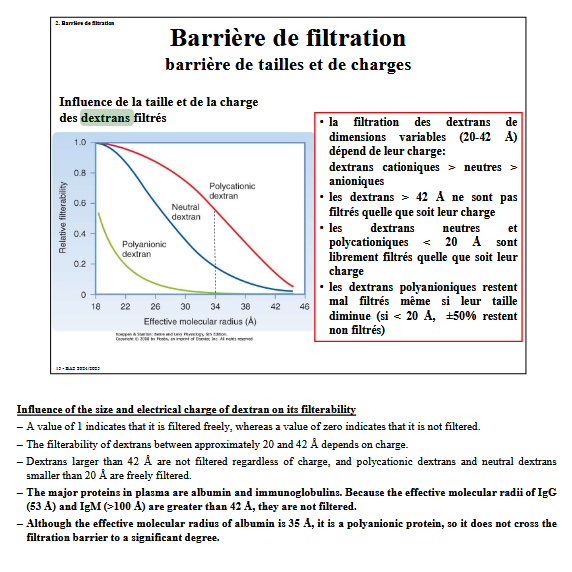 2. Barrière de filtration
Barrière de filtration
barrière de tailles et de charges
Influence de la taille et de la charge
des dextrans filtrés
1.0
0.8
0.6
0.4
0.2
0
Relative filterability
Polycationic
dextran
Neutral
dextran
Polyanionic
dextran
18 22 26 30 34 38 42 46
Effective molecular radius (Å)
Koeppen & Stanton: Berne and Levy Physiology, 6th Edition.
Copyright © 2008 by Mosby, an imprint of Elsevier, Inc. All rights reserved
• la filtration des dextrans de
dimensions variables (20-42 Å)
dépend de leur charge:
dextrans cationiques > neutres >
anioniques
• les dextrans > 42 Å ne sont pas
filtrés quelle que soit leur charge
• les dextrans neutres et
polycationiques < 20 Å sont
librement filtrés quelle que soit leur
charge
• les dextrans polyanioniques restent
mal filtrés même si leur taille
diminue (si < 20 Å, ±50% restent
non filtrés)
Influence of the size and electrical charge of dextran on its filterability
– A value of 1 indicates that it is filtered freely, whereas a value of zero indicates that it is not filtered.
– The filterability of dextrans between approximately 20 and 42 Å depends on charge.
– Dextrans larger than 42 Å are not filtered regardless of charge, and polycationic dextrans and neutral dextrans
smaller than 20 Å are freely filtered.
– The major proteins in plasma are albumin and immunoglobulins. Because the effective molecular radii of IgG
(53 Å) and IgM (>100 Å) are greater than 42 Å, they are not filtered.
– Although the effective molecular radius of albumin is 35 Å, it is a polyanionic protein, so it does not cross the
filtration barrier to a significant degree.